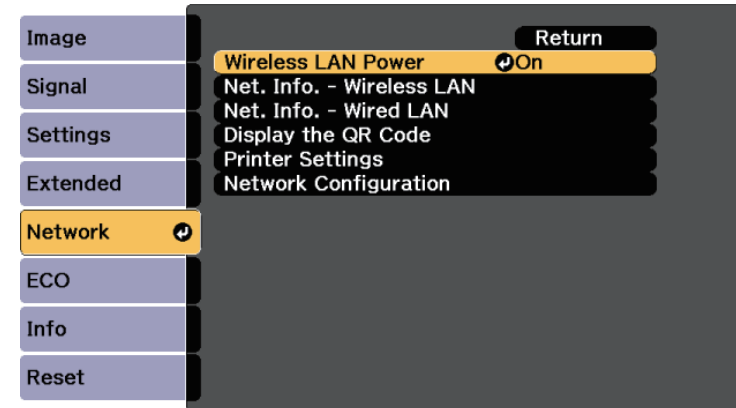 Image
Signal
Settings
Extended
Network
ECO
Info
Reset
Return
Wireless LAN Power On
Net. Info. - Wireless LAN
Net. Info. - Wired LAN
Display the QR Code
Printer Settings
Network Configuration